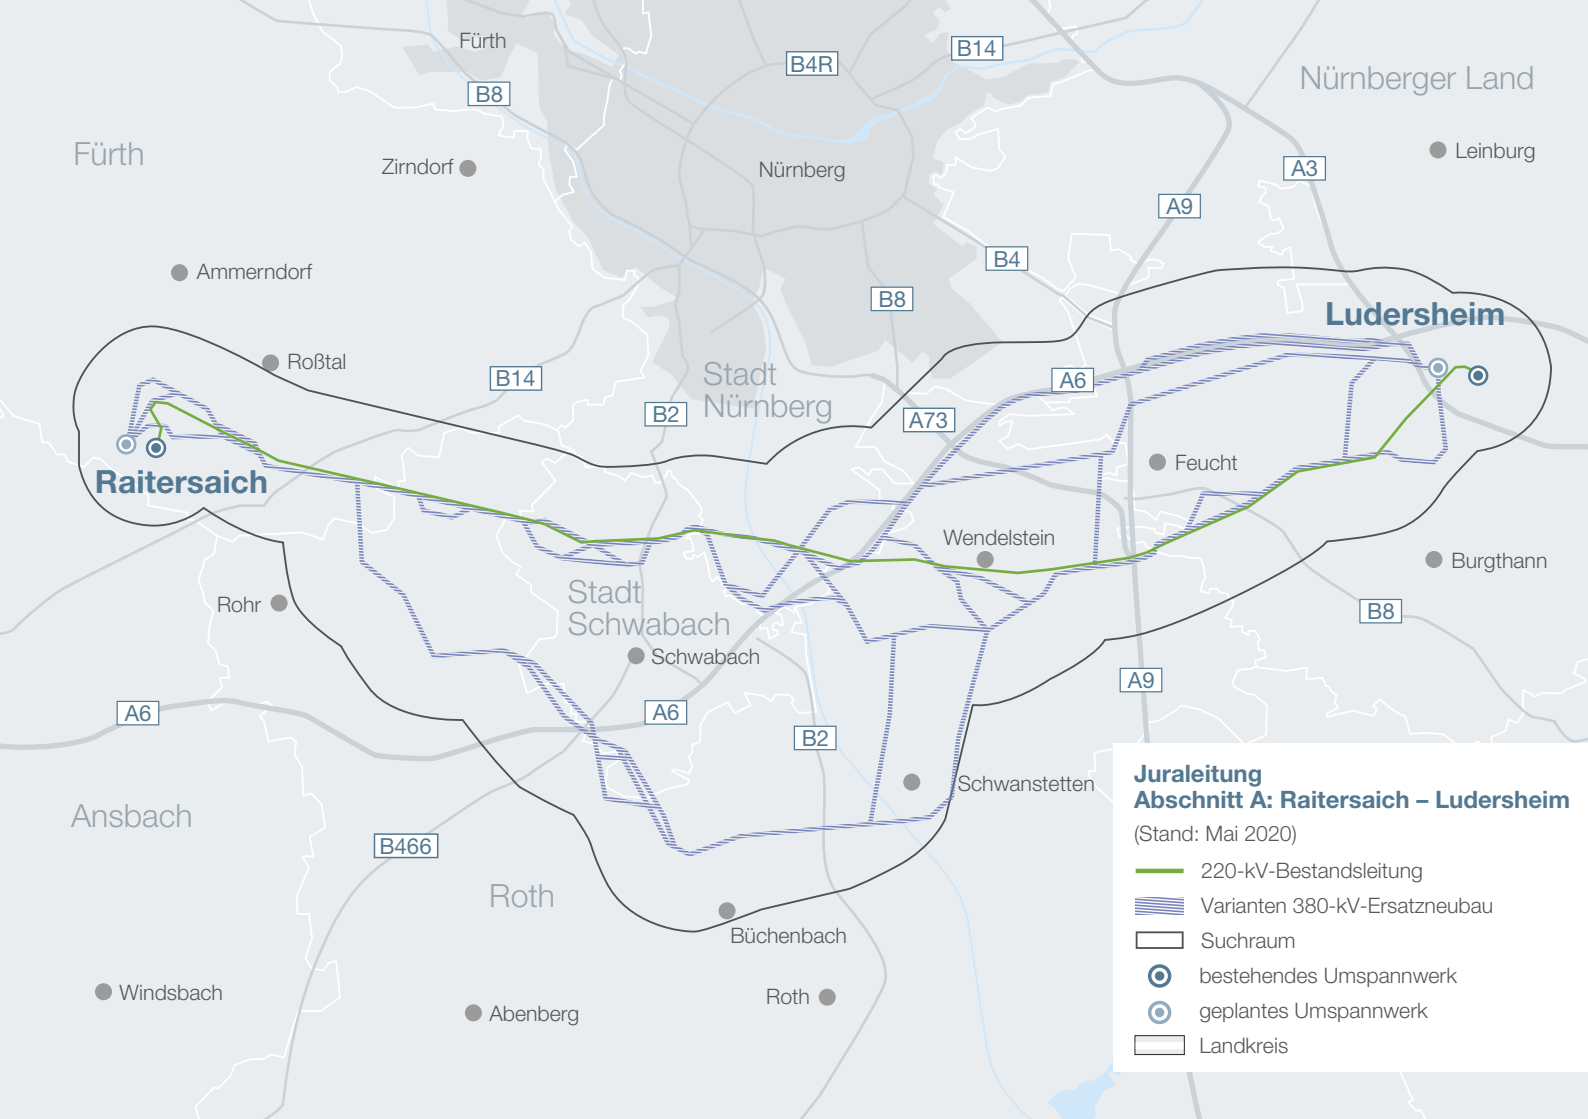 Fürth
B14
B4R
Nürnberger Land
B8
Fürth
Leinburg
Zirndorf
Nürnberg
A3
A9
B4
Ammerndorf
B8
Ludersheim
Roßtal
B14
Stadt
Nürnberg
A6
B2
A73
Feucht
Raitersaich
Wendelstein
Burgthann
Stadt
Schwabach
Rohr
B8
Schwabach
A9
A6
A6
B2
Schwanstetten
Ansbach
B466
Roth
Büchenbach
Windsbach
Roth
Abenberg
Juraleitung
Abschnitt A: Raitersaich – Ludersheim
(Stand: Mai 2020)
220-kV-Bestandsleitung
Varianten 380-kV-Ersatzneubau
Suchraum
bestehendes Umspannwerk
geplantes Umspannwerk
Landkreis